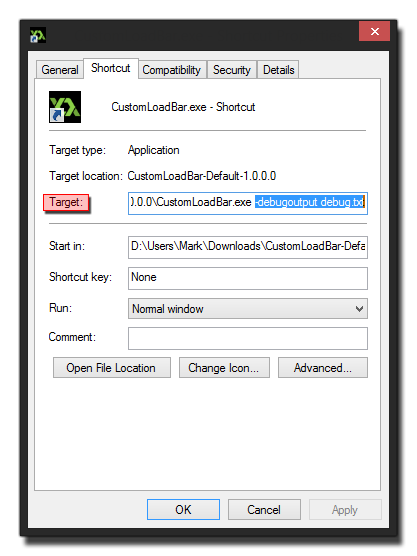 General Shortcut Compatibility Security Details
CustomLoadBar.exe - Shortcut
Target type: Application
Target location: CustomLoadBar-Default-1.0.0.0
Target: 0.0.0\CustomLoadBar.exe -debugoutput debug.txt
Start in: D:\Users\Mark\Downloads\CustomLoadBar-Defa
Shortcut key: None
Run: Normal window
Comment:
Open File Location Change Icon... Advanced...
OK Cancel Apply